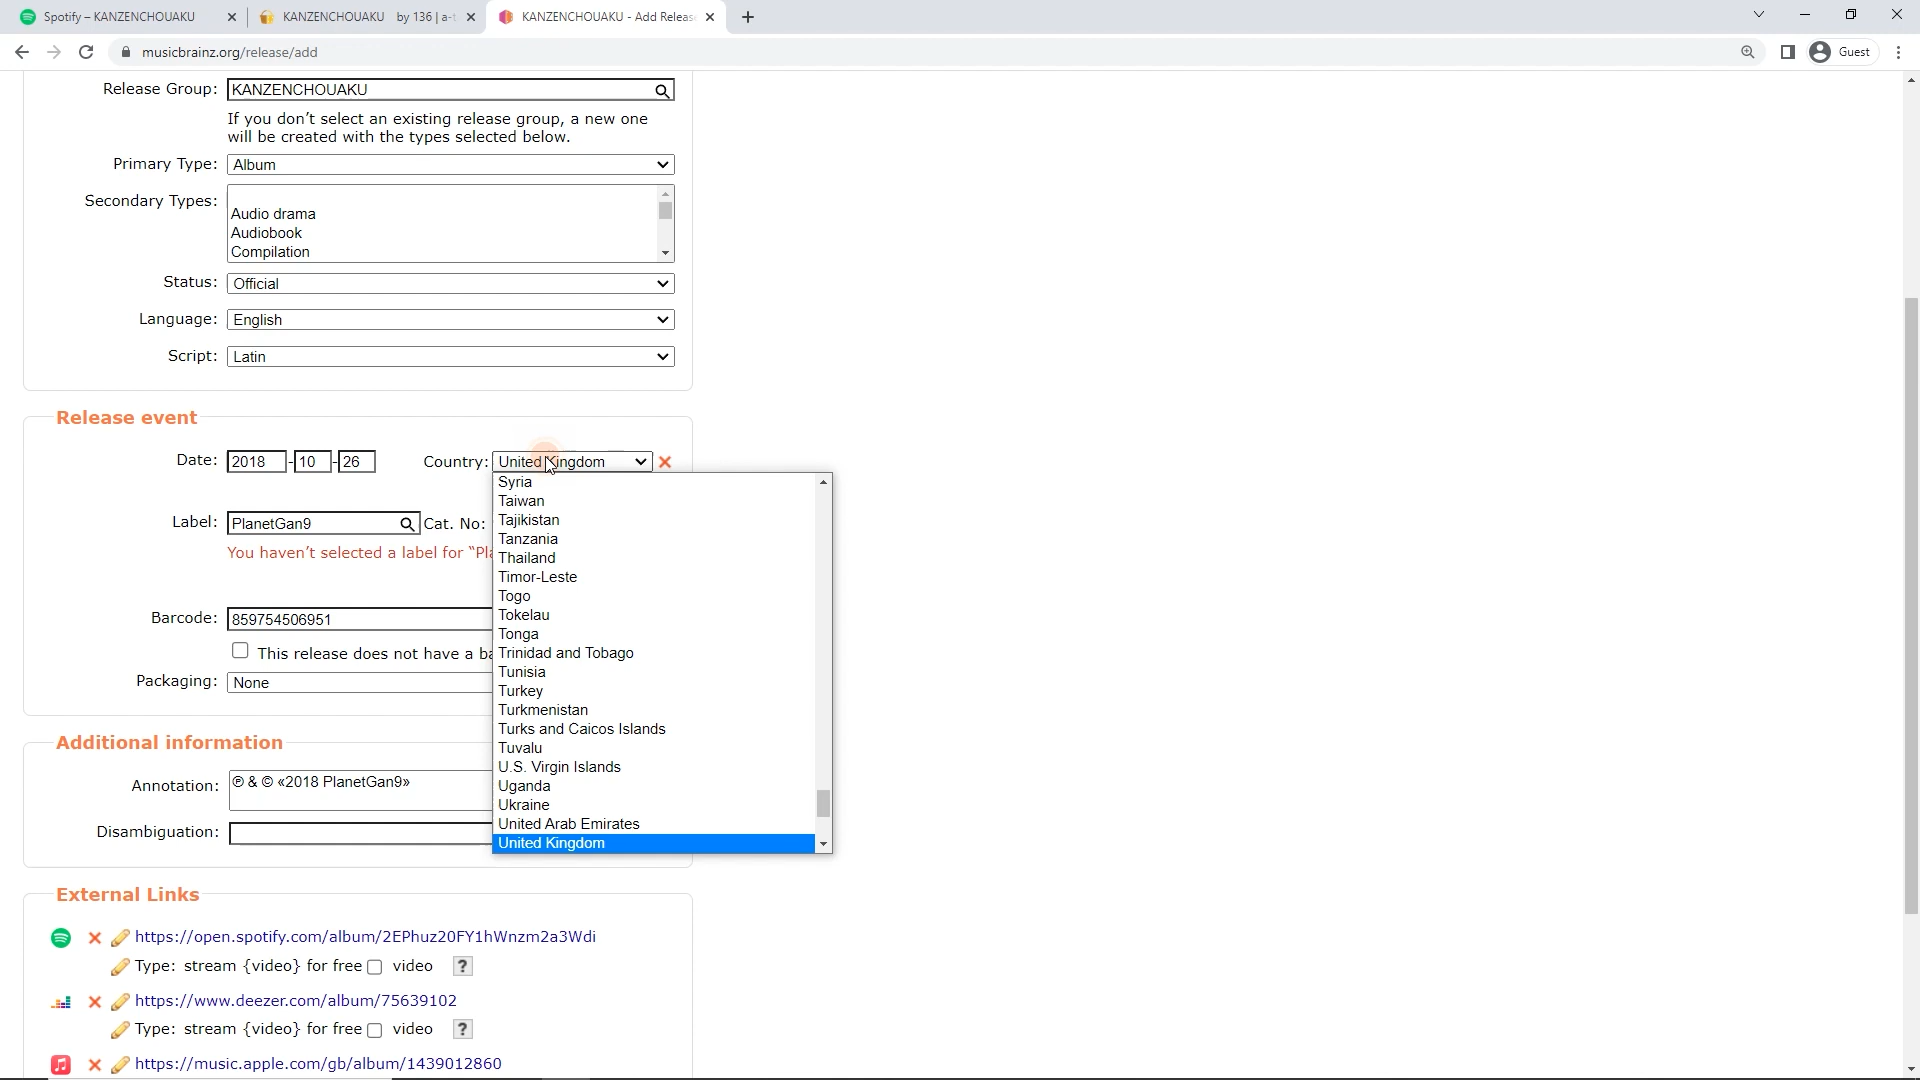 Spotify – KANZENCHOUAKU
KANZENCHOUAKU by 136 | a-t
KANZENCHOUAKU - Add Release
musicbrainz.org/release/add
Guest
Release Group: KANZENCHOUAKU
If you don’t select an existing release group, a new one
will be created with the types selected below.
Primary Type: Album
Secondary Types:
Audio drama
Audiobook
Compilation
Status: Official
Language: English
Script: Latin
Release event
Date: 2018 - 10 - 26 Country: United Kingdom
Syria
Taiwan
Tajikistan
Tanzania
Thailand
Timor-Leste
Togo
Tokelau
Tonga
Trinidad and Tobago
Tunisia
Turkey
Turkmenistan
Turks and Caicos Islands
Tuvalu
U.S. Virgin Islands
Uganda
Ukraine
United Arab Emirates
United Kingdom
Label: PlanetGan9 Cat. No:
You haven’t selected a label for “Pla
Barcode: 859754506951
This release does not have a ba
Packaging: None
Additional information
Annotation: ℗ & © «2018 PlanetGan9»
Disambiguation:
External Links
https://open.spotify.com/album/2EPhuz20FY1hWnzm2a3Wdi
Type: stream {video} for free video ?
https://www.deezer.com/album/75639102
Type: stream {video} for free video ?
https://music.apple.com/gb/album/1439012860